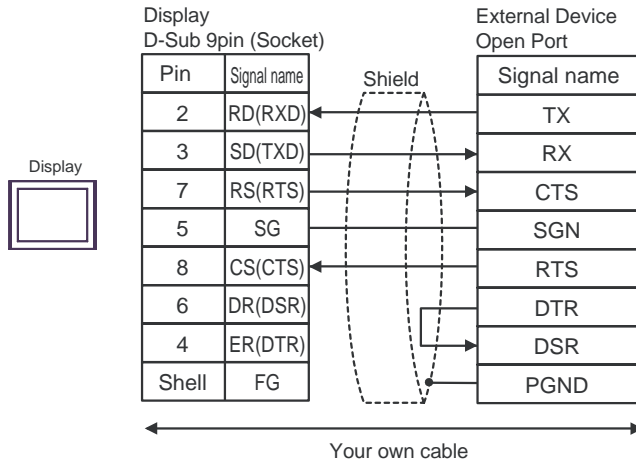 Display
D-Sub 9pin (Socket)
External Device
Open Port
Pin Signal name Shield Signal name
2 RD(RXD) TX
3 SD(TXD) RX
Display
7 RS(RTS) CTS
5 SG SGN
8 CS(CTS) RTS
6 DR(DSR) DTR
4 ER(DTR) DSR
Shell FG PGND
Your own cable